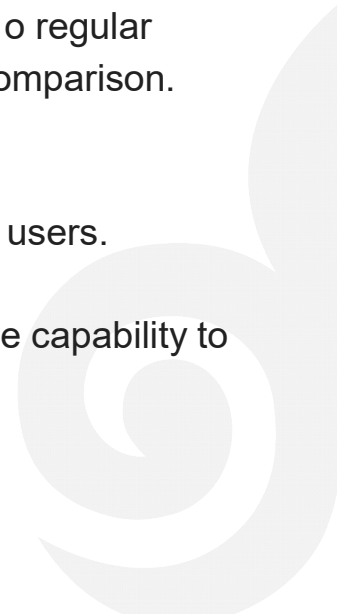 o regular
omparison.
users.
e capability to